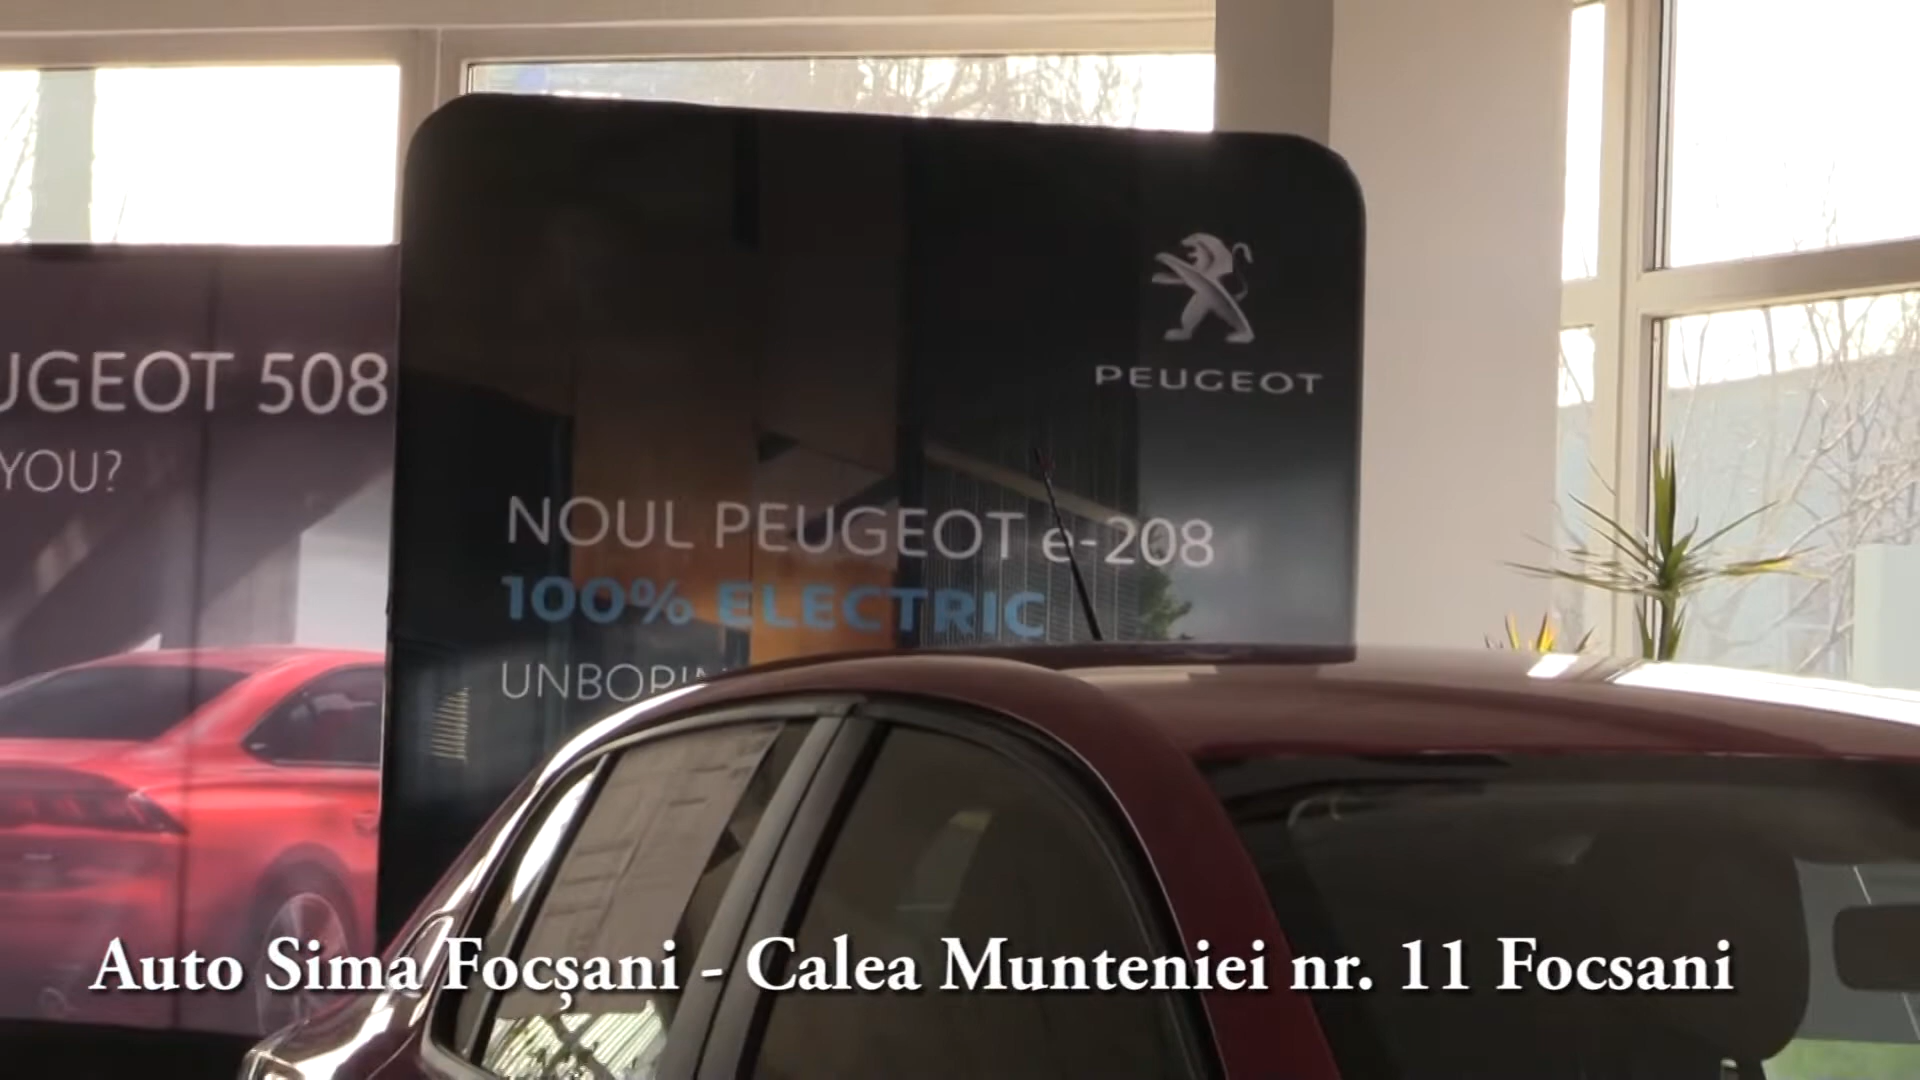 UGEOT 508
YOU?
PEUGEOT
NOUL PEUGEOT e-208
100% ELECTRIC
Auto Sima Focșani - Calea Munteniei nr. 11 Focsani